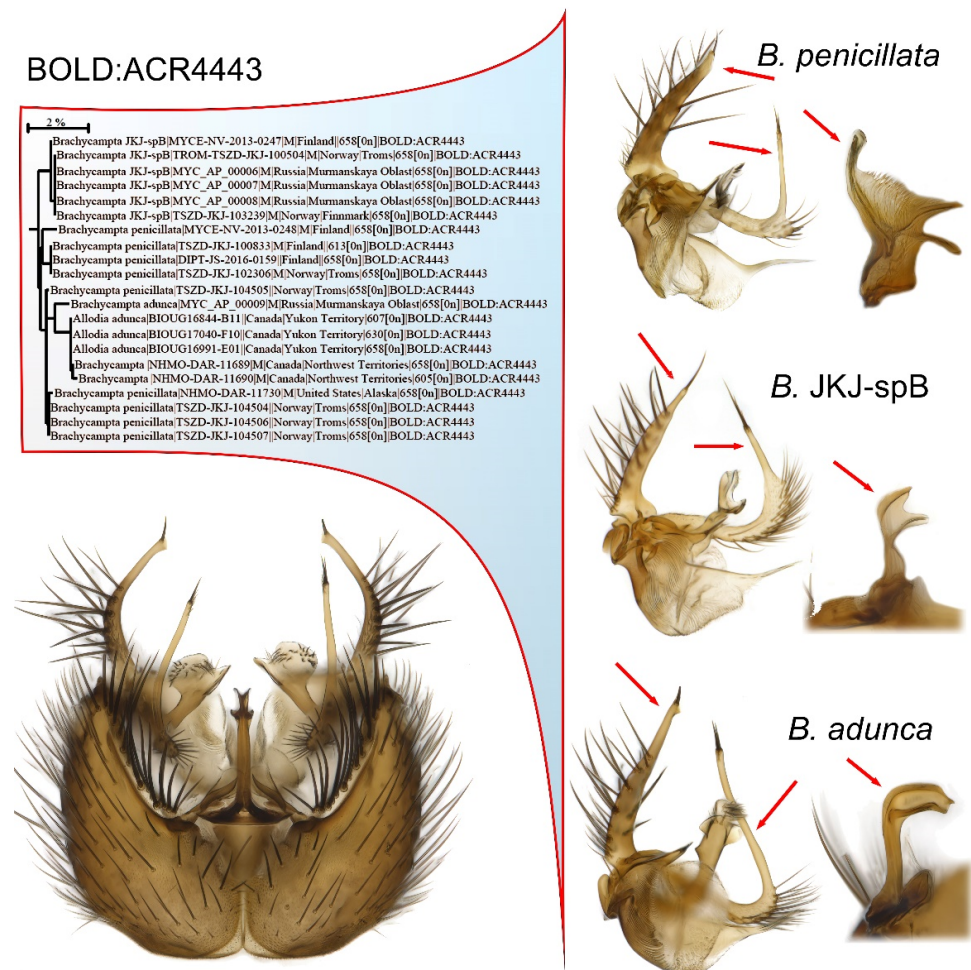 BOLD:ACR4443
2 %
Brachycampta JKJ-spB|MYCE-NV-2013-0247|M|Finland||658[0n]|BOLD:ACR4443
Brachycampta JKJ-spB|TROM-TSZD-JKJ-100504|M|Norway|Troms|658[0n]|BOLD:ACR4443
Brachycampta JKJ-spB|MYC_AP_00006|M|Russia|Murmanskaya Oblast|658[0n]|BOLD:ACR4443
Brachycampta JKJ-spB|MYC_AP_00007|M|Russia|Murmanskaya Oblast|658[0n]|BOLD:ACR4443
Brachycampta JKJ-spB|MYC_AP_00008|M|Russia|Murmanskaya Oblast|658[0n]|BOLD:ACR4443
Brachycampta JKJ-spB|TSZD-JKJ-103239|M|Norway|Finnmark|658[0n]|BOLD:ACR4443
Brachycampta penicillata|MYCE-NV-2013-0248|M|Finland||658[0n]|BOLD:ACR4443
Brachycampta penicillata|TSZD-JKJ-100833|M|Finland||613[0n]|BOLD:ACR4443
Brachycampta penicillata|DIPT-JS-2016-0159||Finland||658[0n]|BOLD:ACR4443
Brachycampta penicillata|TSZD-JKJ-102306|M|Norway|Troms|658[0n]|BOLD:ACR4443
Brachycampta penicillata|TSZD-JKJ-104505||Norway|Troms|658[0n]|BOLD:ACR4443
Brachycampta adunca|MYC_AP_00009|M|Russia|Murmanskaya Oblast|658[0n]|BOLD:ACR4443
Allodia adunca|BIOUG16844-B11||Canada|Yukon Territory|607[0n]|BOLD:ACR4443
Allodia adunca|BIOUG17040-F10||Canada|Yukon Territory|630[0n]|BOLD:ACR4443
Allodia adunca|BIOUG16991-E01||Canada|Yukon Territory|658[0n]|BOLD:ACR4443
Brachycampta |NHMO-DAR-11689|M|Canada|Northwest Territories|658[0n]|BOLD:ACR4443
Brachycampta |NHMO-DAR-11690|M|Canada|Northwest Territories|605[0n]|BOLD:ACR4443
Brachycampta penicillata|NHMO-DAR-11730|M|United States|Alaska|658[0n]|BOLD:ACR4443
Brachycampta penicillata|TSZD-JKJ-104504||Norway|Troms|658[0n]|BOLD:ACR4443
Brachycampta penicillata|TSZD-JKJ-104506||Norway|Troms|658[0n]|BOLD:ACR4443
Brachycampta penicillata|TSZD-JKJ-104507||Norway|Troms|658[0n]|BOLD:ACR4443
B. penicillata
B. JKJ-spB
B. adunca